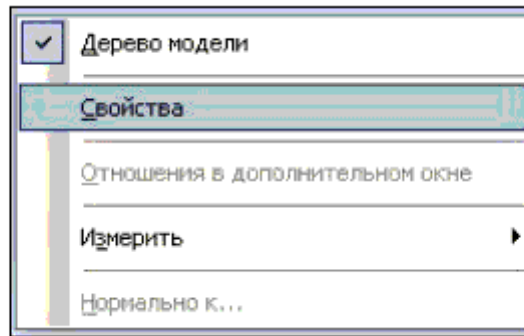 Дерево модели
Свойства
Отношения в дополнительном окне
Измерить
Нормально к...